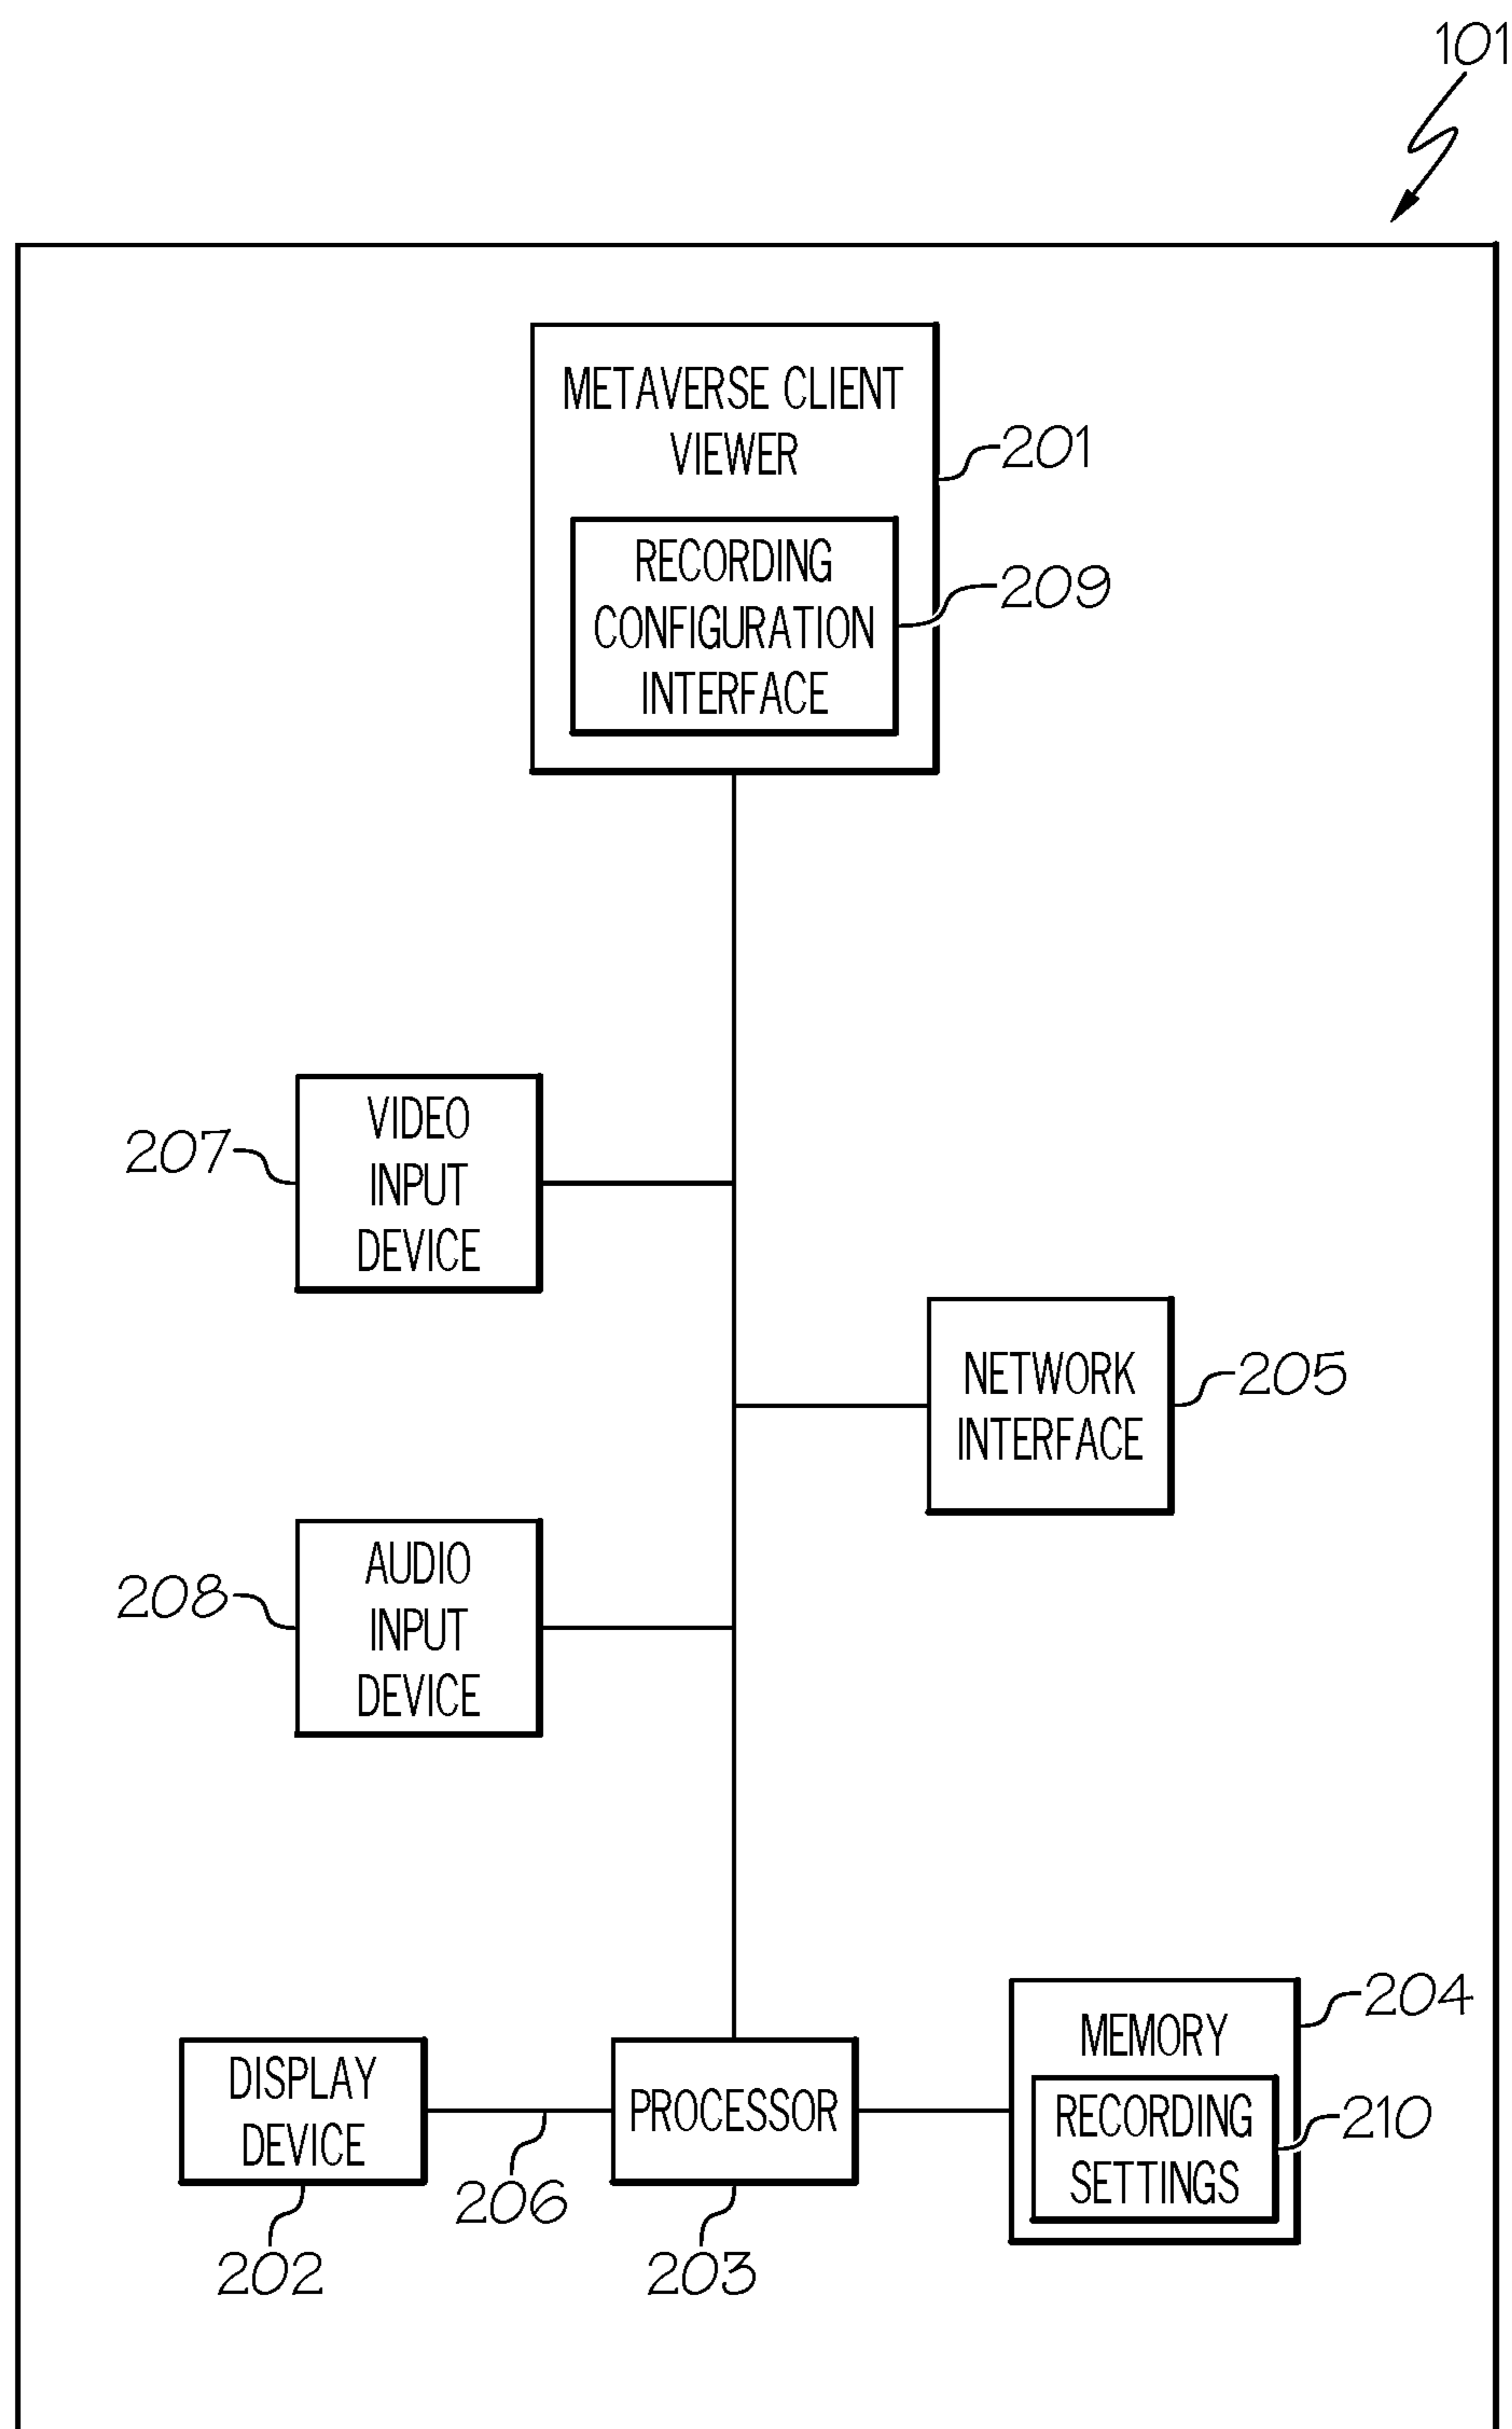 101
METAVERSE CLIENT
VIEWER
201
RECORDING
CONFIGURATION
INTERFACE
209
VIDEO
INPUT
DEVICE
207
NETWORK
INTERFACE
205
AUDIO
INPUT
DEVICE
208
DISPLAY
DEVICE
202
206
PROCESSOR
203
MEMORY
204
RECORDING
SETTINGS
210